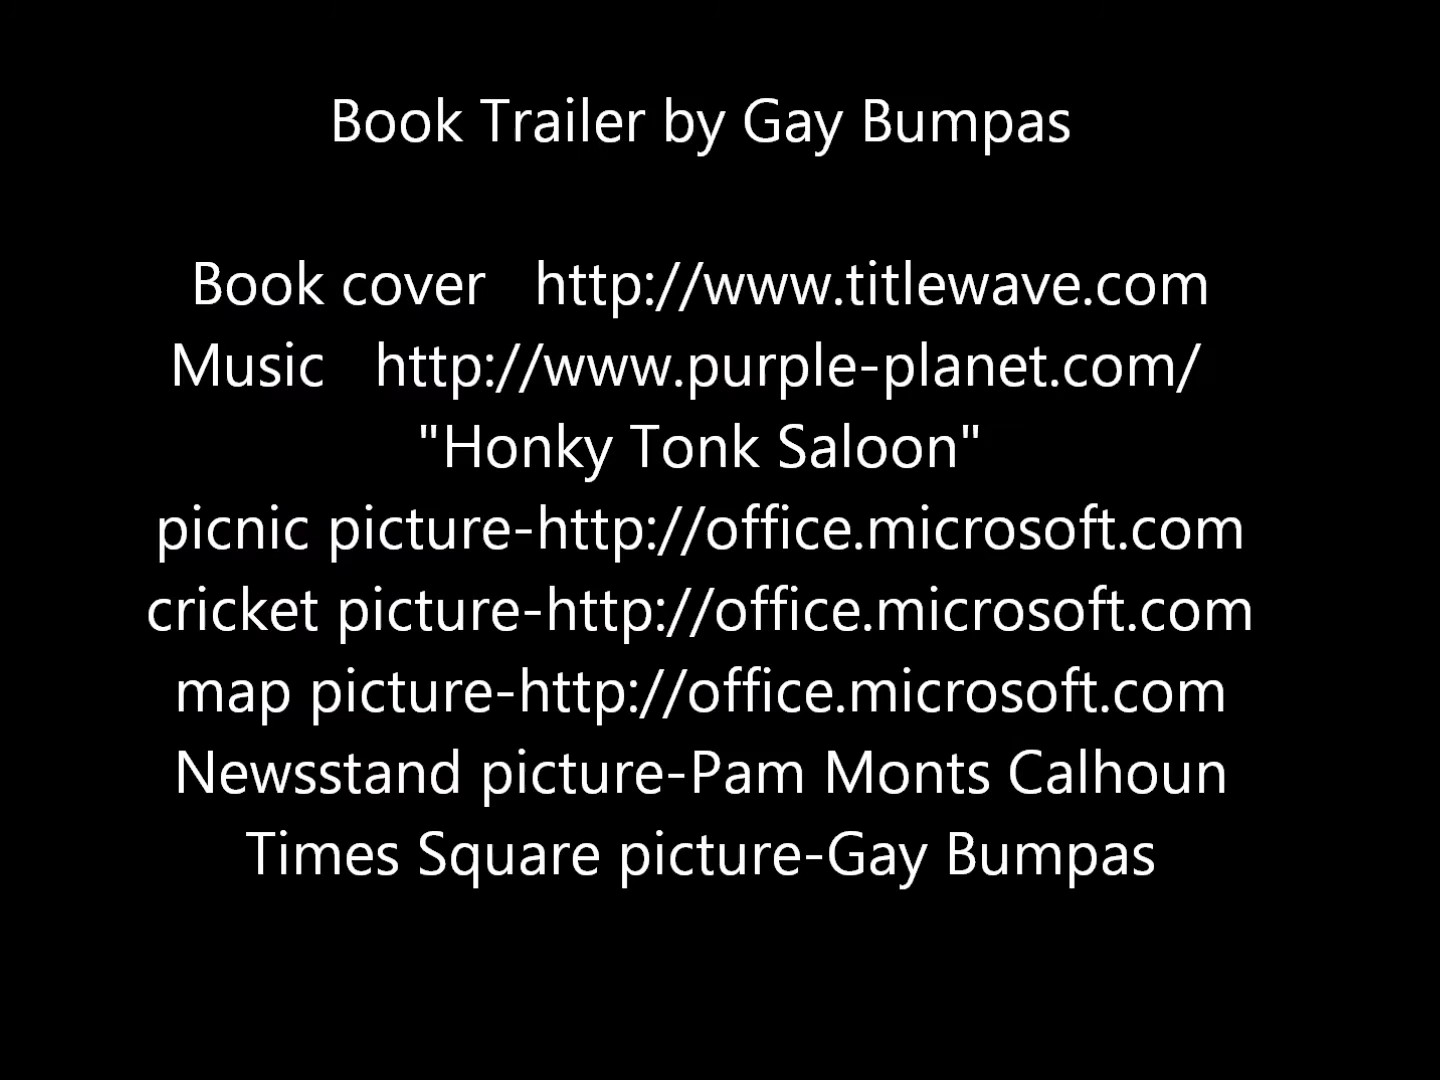 Book Trailer by Gay Bumpas
Book cover   http://www.titlewave.com
Music   http://www.purple-planet.com/
"Honky Tonk Saloon"
picnic picture-http://office.microsoft.com
cricket picture-http://office.microsoft.com
map picture-http://office.microsoft.com
Newsstand picture-Pam Monts Calhoun
Times Square picture-Gay Bumpas